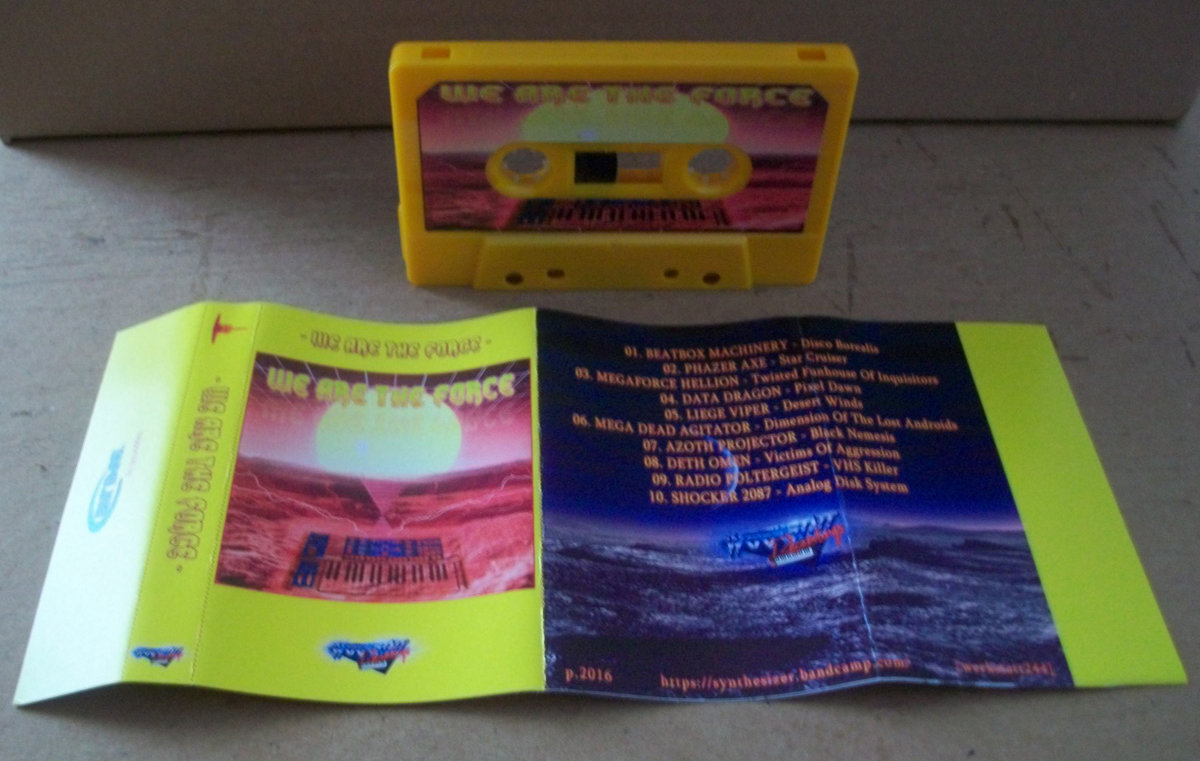 WE ARE THE FORCE
- WE ARE THE FORCE -
- WE ARE THE FORCE -
WE ARE THE FORCE
01. BEATBOX MACHINERY - Disco Borealis
02. PHAZER AXE - Star Cruiser
03. MEGAFORCE HELLION - Twisted Funhouse Of Inquisitors
04. DATA DRAGON - Pixel Dawn
05. LIEGE VIPER - Desert Winds
06. MEGA DEAD AGITATOR - Dimension Of The Lost Androids
07. AZOTH PROJECTOR - Black Nemesis
08. DETH OMEN - Victims Of Aggression
09. RADIO POLTERGEIST - VHS Killer
10. SHOCKER 2087 - Analog Disk System
p.2016
https://synthesizer.bandcamp.com/
[werkstatt244]